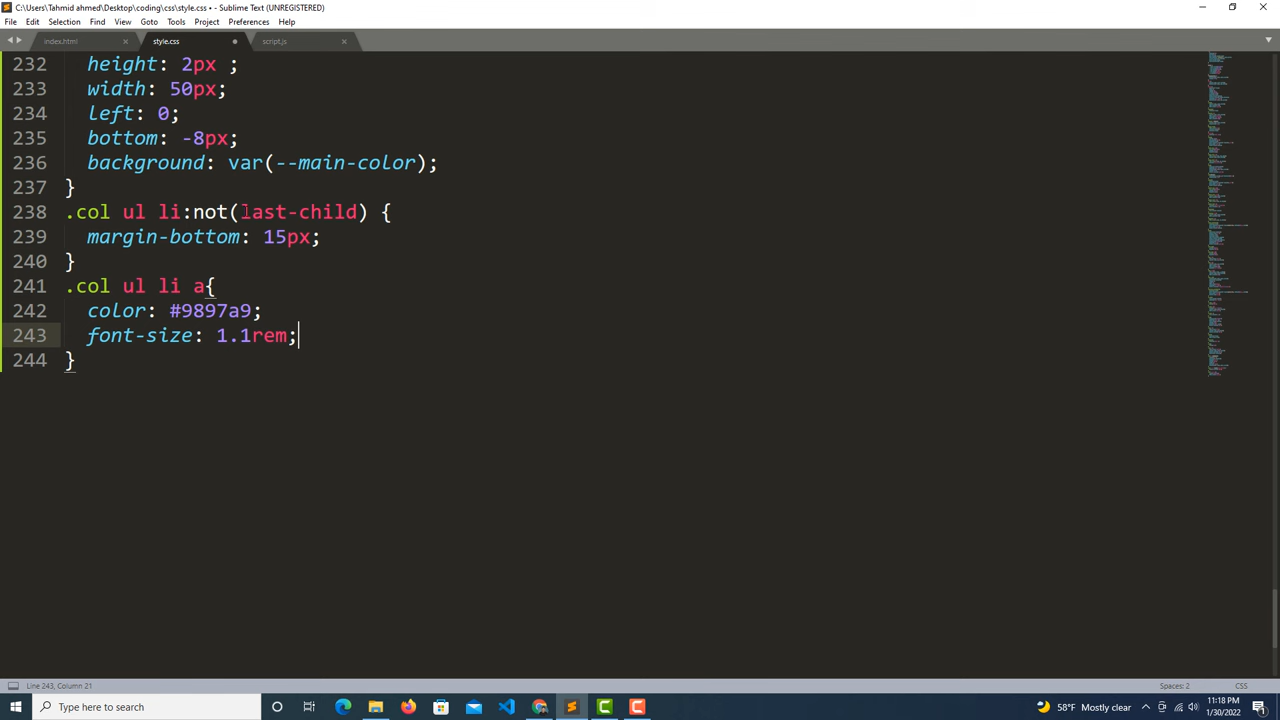 C:\Users\Tahmid ahmed\Desktop\coding\css\style.css • - Sublime Text (UNREGISTERED)
File Edit Selection Find View Goto Tools Project Preferences Help
index.html style.css script.js
232 height: 2px ;
233 width: 50px;
234 left: 0;
235 bottom: -8px;
236 background: var(--main-color);
237 }
238 .col ul li:not(last-child) {
239 margin-bottom: 15px;
240 }
241 .col ul li a{
242 color: #9897a9;
243 font-size: 1.1rem;
244 }
Line 243, Column 21 Spaces: 2 CSS
Type here to search 58°F Mostly clear 11:18 PM
1/30/2022